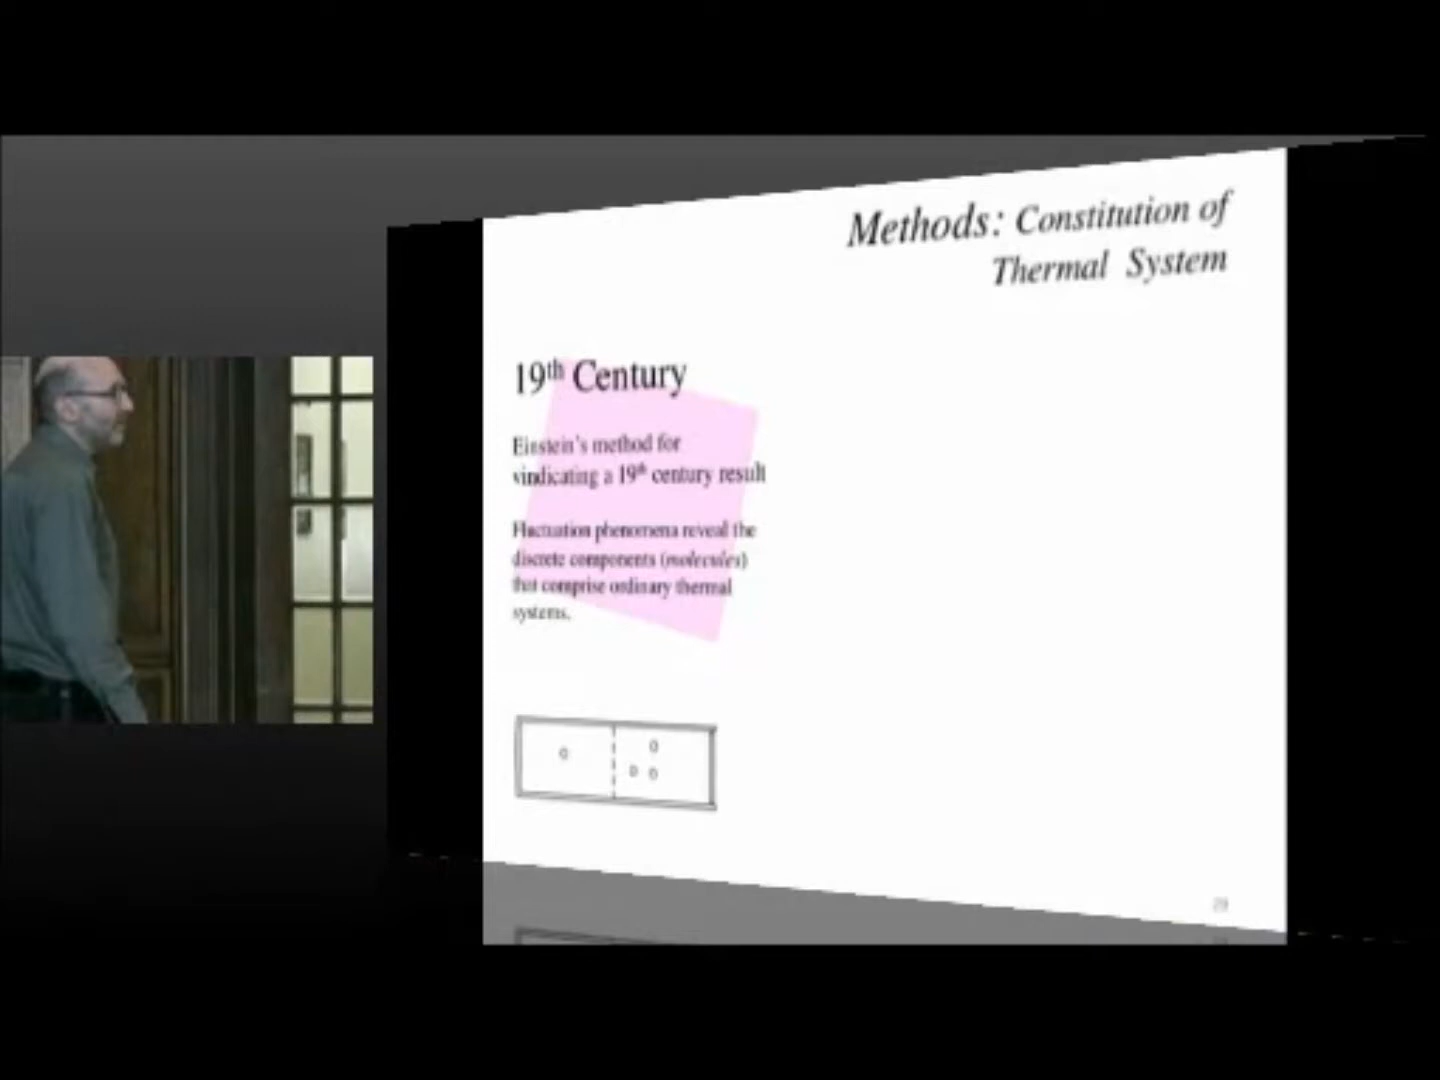 Methods: Constitution of
Thermal System
19th Century
Einstein's method for
vindicating a 19th century result
Fluctuation phenomena reveal the
discrete components (molecules)
that comprise ordinary thermal
systems.
29